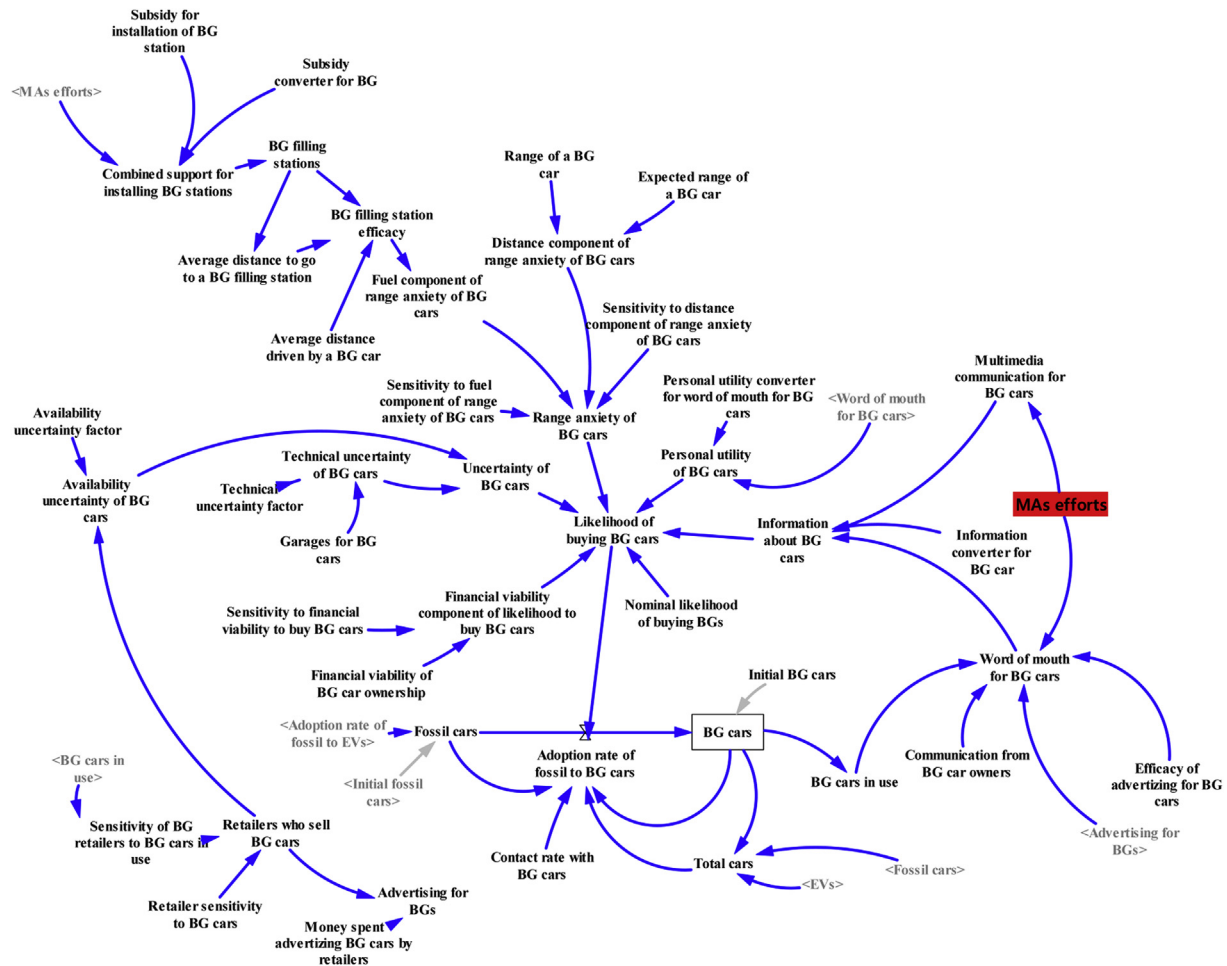 Subsidy for
installation of BG
station
Subsidy
converter for BG
<MAs efforts>
Combined support for
installing BG stations
BG filling
stations
BG filling station
efficacy
Average distance to go
to a BG filling station
Fuel component of
range anxiety of BG
cars
Average distance
driven by a BG car
Range of a BG
car
Expected range of
a BG car
Distance component of
range anxiety of BG cars
Sensitivity to distance
component of range anxiety
of BG cars
Sensitivity to fuel
component of range
anxiety of BG cars
Range anxiety of
BG cars
Personal utility converter
for word of mouth for BG
cars
<Word of mouth
for BG cars>
Personal utility
of BG cars
Multimedia
communication for
BG cars
MAs efforts
Availability
uncertainty factor
Availability
uncertainty of BG
cars
Technical uncertainty
of BG cars
Technical
uncertainty factor
Garages for BG
cars
Uncertainty of
BG cars
Likelihood of
buying BG cars
Information
about BG
cars
Information
converter for
BG car
Financial viability
component of likelihood to
buy BG cars
Sensitivity to financial
viability to buy BG cars
Financial viability of
BG car ownership
Nominal likelihood
of buying BGs
Word of mouth
for BG cars
Initial BG cars
<Adoption rate of
fossil to EVs>
Fossil cars
<Initial fossil
cars>
Adoption rate of
fossil to BG cars
BG cars
BG cars in use
Communication from
BG car owners
Efficacy of
advertizing for BG
cars
<Advertising for
BGs>
<BG cars in
use>
Sensitivity of BG
retailers to BG cars in
use
Retailers who sell
BG cars
Retailer sensitivity
to BG cars
Advertising for
BGs
Money spent
advertizing BG cars by
retailers
Contact rate with
BG cars
Total cars
<EVs>
<Fossil cars>